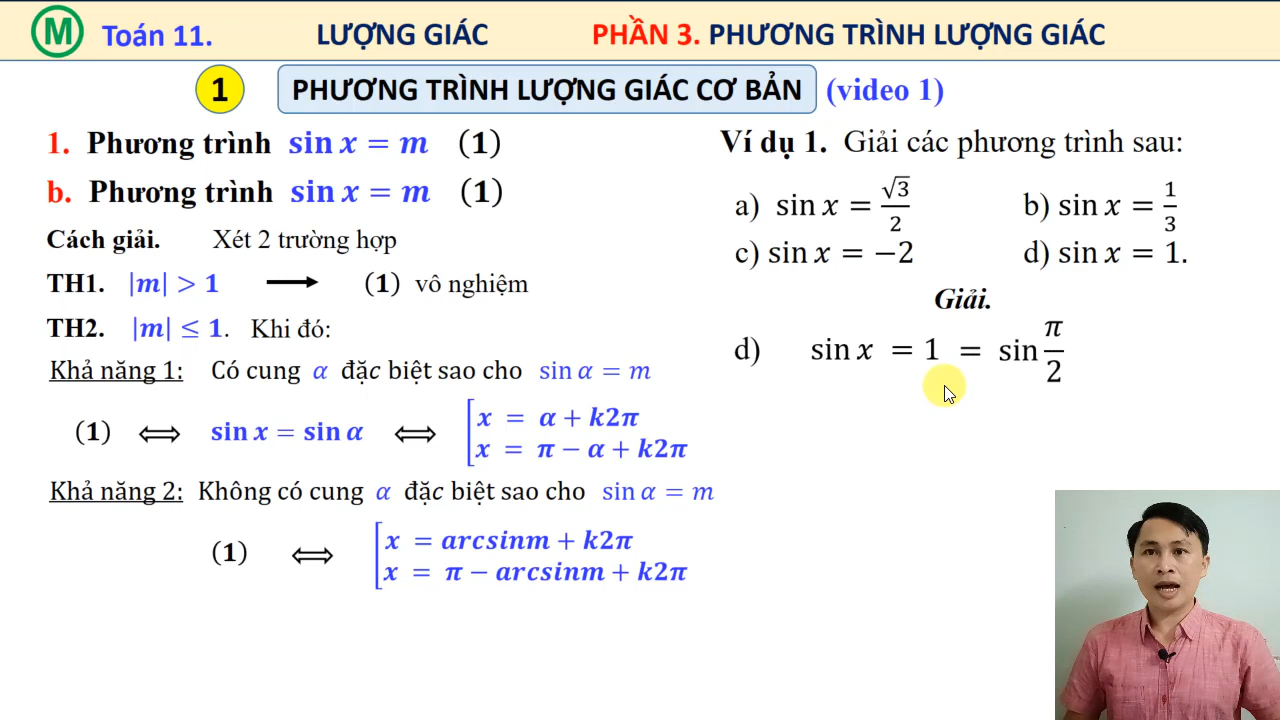 M Toán 11. LƯỢNG GIÁC PHẦN 3. PHƯƠNG TRÌNH LƯỢNG GIÁC
1 PHƯƠNG TRÌNH LƯỢNG GIÁC CƠ BẢN (video 1)
1. Phương trình sin x = m (1)
b. Phương trình sin x = m (1)
Cách giải. Xét 2 trường hợp
TH1. |m| > 1 → (1) vô nghiệm
TH2. |m| ≤ 1. Khi đó:
Khả năng 1: Có cung α đặc biệt sao cho sin α = m
(1) ⟺ sin x = sin α ⟺ [ x = α + k2π
x = π − α + k2π
Khả năng 2: Không có cung α đặc biệt sao cho sin α = m
(1) ⟺ [ x = arcsinm + k2π
x = π − arcsinm + k2π
Ví dụ 1. Giải các phương trình sau:
a) sin x = √3/2 b) sin x = 1/3
c) sin x = −2 d) sin x = 1.
Giải.
d) sin x = 1 = sin π/2